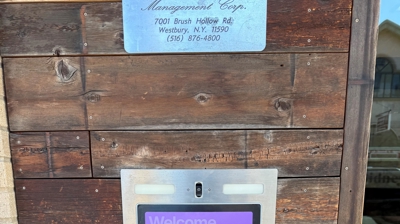 Management Corp.
7001 Brush Hollow Rd,
Westbury, N.Y. 11590
(516) 876-4800
Welcome